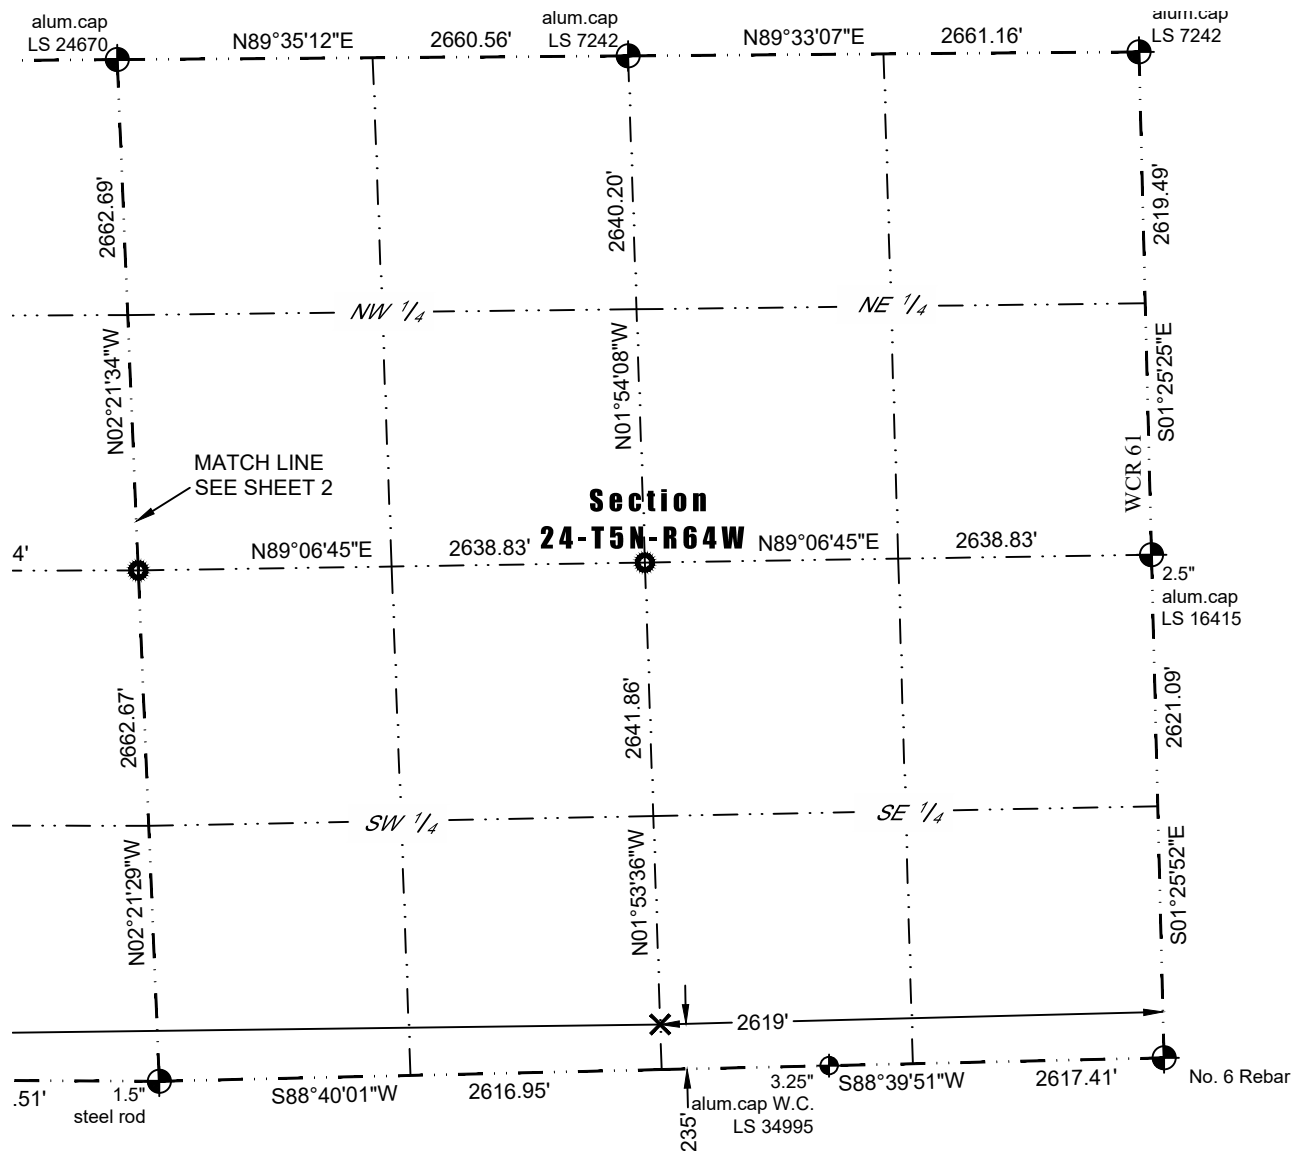 alum.cap
LS 24670
N89°35'12"E
2660.56'
alum.cap
LS 7242
N89°33'07"E
2661.16'
alum.cap
LS 7242
2662.69'
2640.20'
2619.49'
NW 1/4
NE 1/4
N02°21'34"W
N01°54'08"W
S01°25'25"E
MATCH LINE
SEE SHEET 2
WCR 61
Section
24-T5N-R64W
4'
N89°06'45"E
2638.83'
N89°06'45"E
2638.83'
2.5"
alum.cap
LS 16415
2662.67'
2641.86'
2621.09'
SW 1/4
SE 1/4
N02°21'29"W
N01°53'36"W
S01°25'52"E
2619'
.51'
1.5"
steel rod
S88°40'01"W
2616.95'
235'
3.25"
alum.cap W.C.
LS 34995
S88°39'51"W
2617.41'
No. 6 Rebar